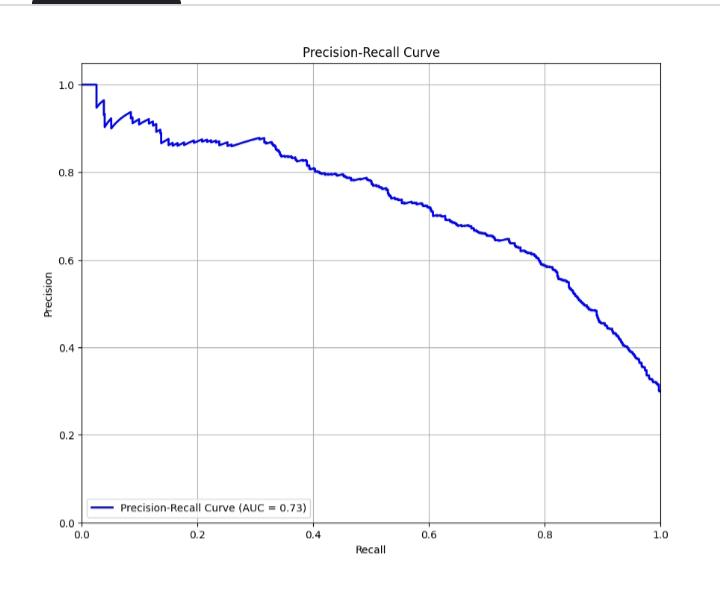 Precision-Recall Curve
1.0
0.8
0.6
0.4
0.2
0.0
Precision
Precision-Recall Curve (AUC = 0.73)
0.0 0.2 0.4 0.6 0.8 1.0
Recall